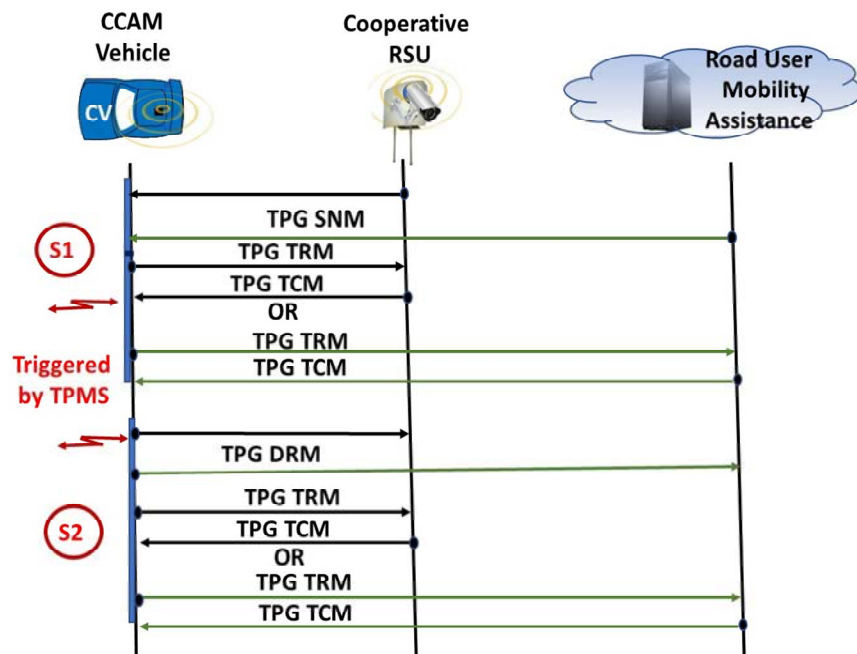 CCAM
Vehicle
Cooperative
RSU
Road User
Mobility
Assistance
CV
TPG SNM
S1
TPG TRM
TPG TCM
OR
TPG TRM
TPG TCM
Triggered
by TPMS
TPG DRM
TPG TRM
S2
TPG TCM
OR
TPG TRM
TPG TCM